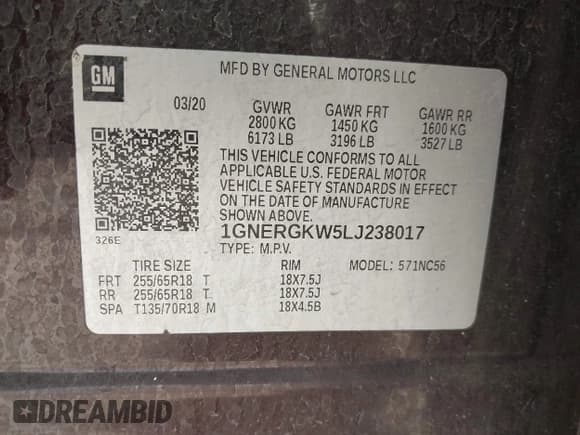 GM
MFD BY GENERAL MOTORS LLC
03/20 GVWR GAWR FRT GAWR RR
2800 KG 1450 KG 1600 KG
6173 LB 3196 LB 3527 LB
THIS VEHICLE CONFORMS TO ALL
APPLICABLE U.S. FEDERAL MOTOR
VEHICLE SAFETY STANDARDS IN EFFECT
ON THE DATE OF MANUFACTURE
SHOWN ABOVE.
326E
1GNERGKW5LJ238017
TYPE: M.P.V.
TIRE SIZE RIM MODEL: 571NC56
FRT 255/65R18 T 18X7.5J
RR 255/65R18 T 18X7.5J
SPA T135/70R18 M 18X4.5B
DREAMBID